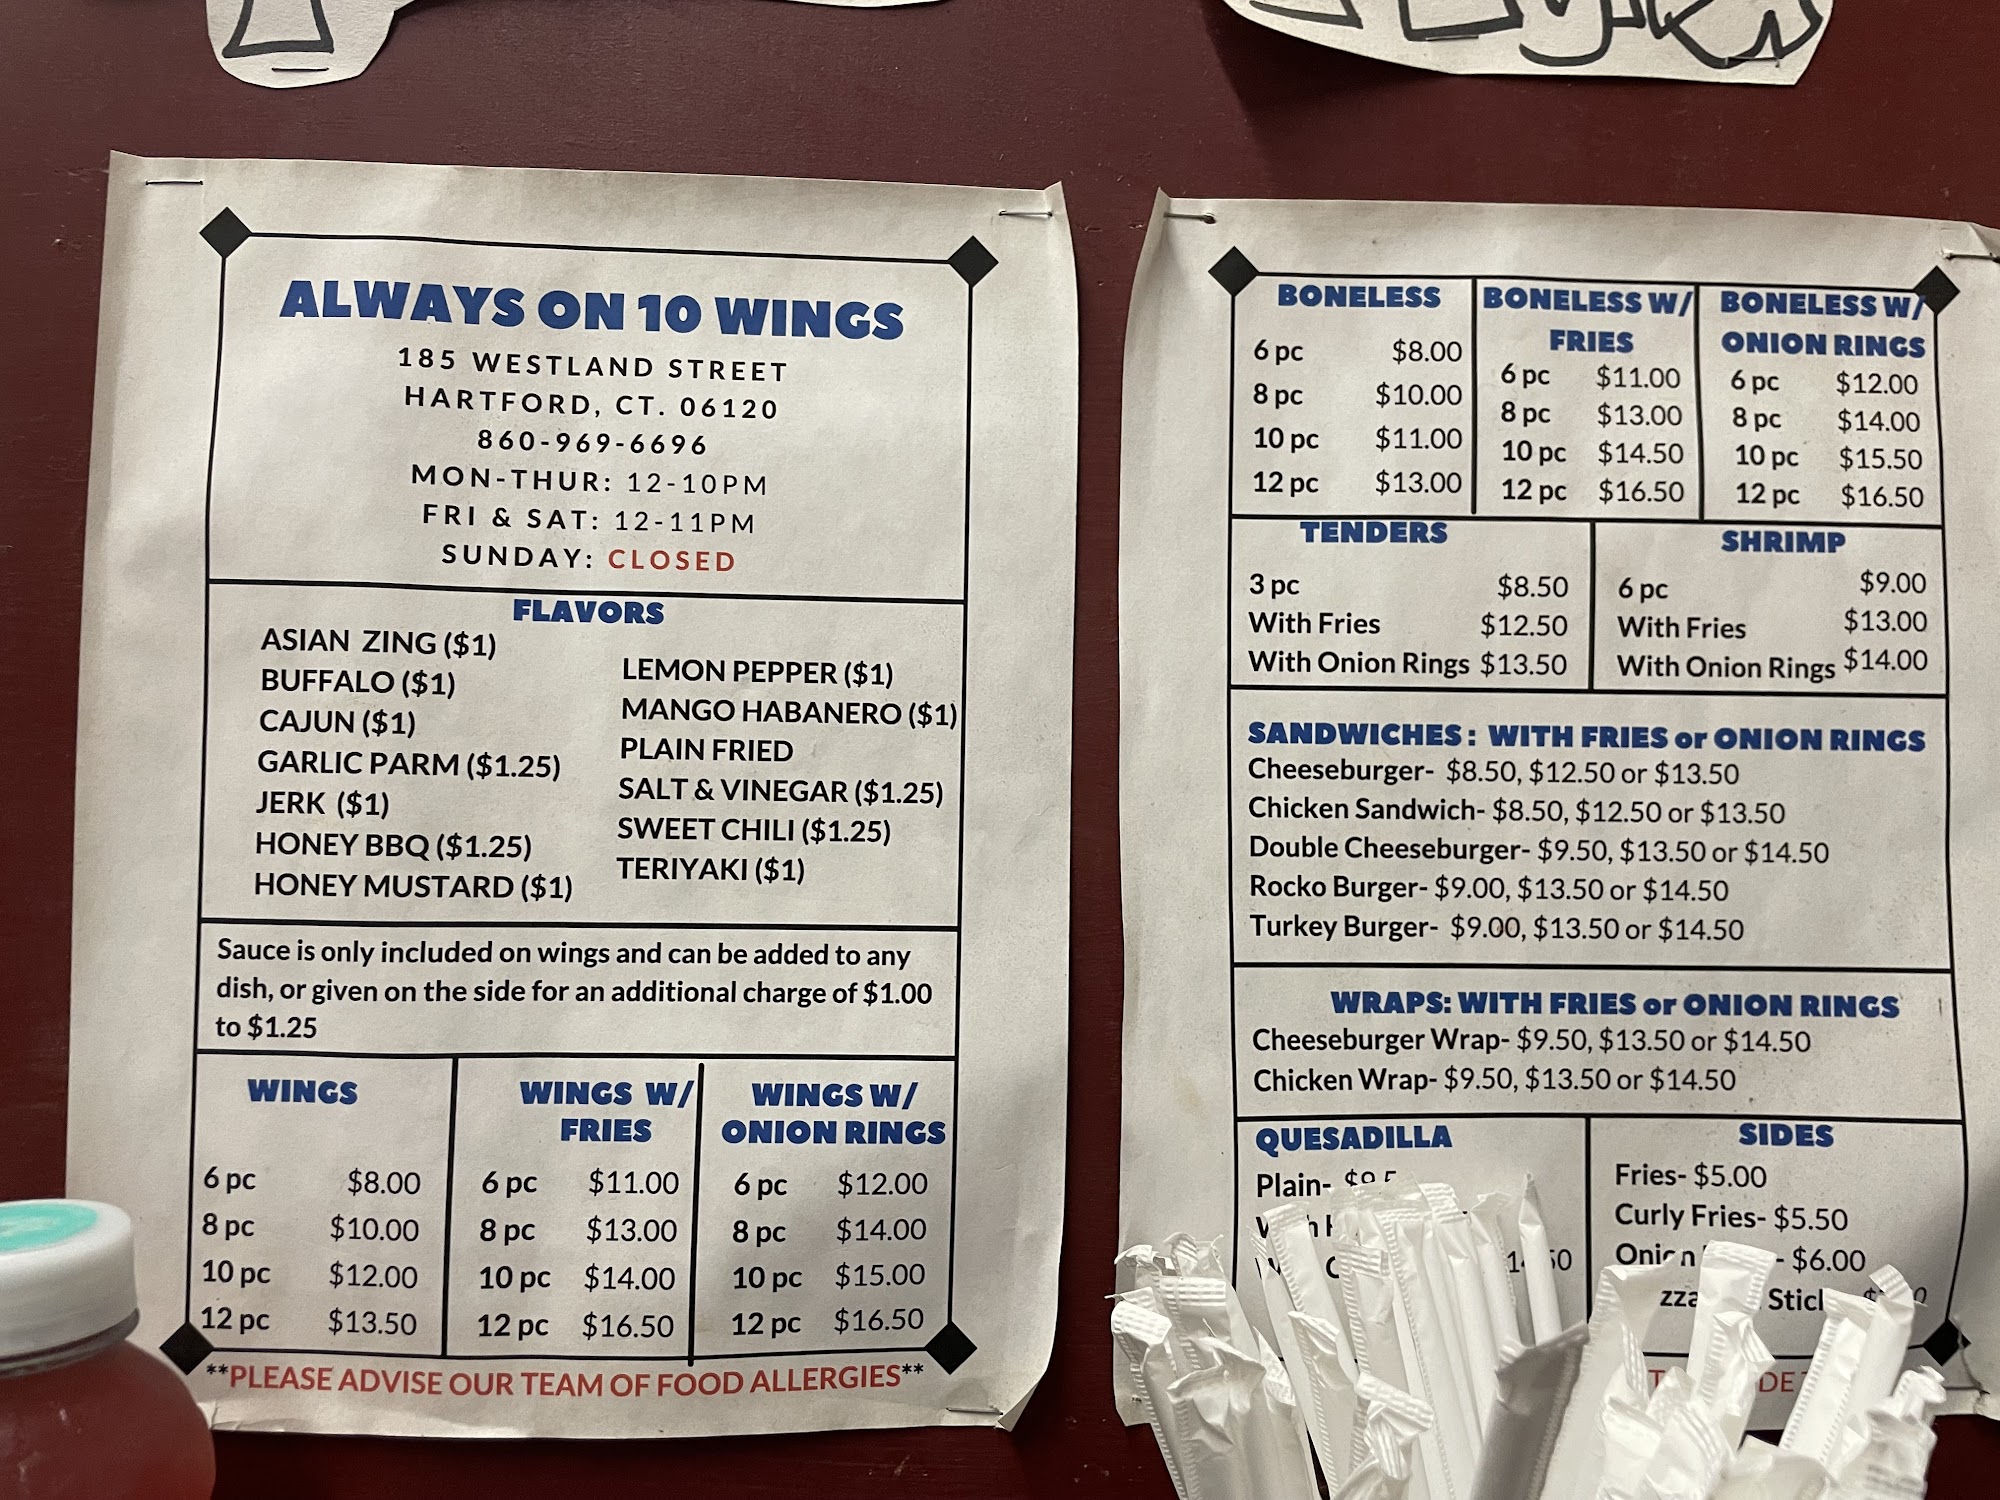 ALWAYS ON 10 WINGS
185 WESTLAND STREET
HARTFORD, CT. 06120
860-969-6696
MON-THUR: 12-10PM
FRI & SAT: 12-11PM
SUNDAY: CLOSED
FLAVORS
ASIAN ZING ($1)
BUFFALO ($1)
CAJUN ($1)
GARLIC PARM ($1.25)
JERK ($1)
HONEY BBQ ($1.25)
HONEY MUSTARD ($1)
LEMON PEPPER ($1)
MANGO HABANERO ($1)
PLAIN FRIED
SALT & VINEGAR ($1.25)
SWEET CHILI ($1.25)
TERIYAKI ($1)
Sauce is only included on wings and can be added to any
dish, or given on the side for an additional charge of $1.00
to $1.25
WINGS
6 pc $8.00
8 pc $10.00
10 pc $12.00
12 pc $13.50
WINGS W/
FRIES
6 pc $11.00
8 pc $13.00
10 pc $14.00
12 pc $16.50
WINGS W/
ONION RINGS
6 pc $12.00
8 pc $14.00
10 pc $15.00
12 pc $16.50
**PLEASE ADVISE OUR TEAM OF FOOD ALLERGIES**
BONELESS
6 pc $8.00
8 pc $10.00
10 pc $11.00
12 pc $13.00
BONELESS W/
FRIES
6 pc $11.00
8 pc $13.00
10 pc $14.50
12 pc $16.50
BONELESS W/
ONION RINGS
6 pc $12.00
8 pc $14.00
10 pc $15.50
12 pc $16.50
TENDERS
3 pc $8.50
With Fries $12.50
With Onion Rings $13.50
SHRIMP
6 pc $9.00
With Fries $13.00
With Onion Rings $14.00
SANDWICHES: WITH FRIES or ONION RINGS
Cheeseburger- $8.50, $12.50 or $13.50
Chicken Sandwich- $8.50, $12.50 or $13.50
Double Cheeseburger- $9.50, $13.50 or $14.50
Rocko Burger- $9.00, $13.50 or $14.50
Turkey Burger- $9.00, $13.50 or $14.50
WRAPS: WITH FRIES or ONION RINGS
Cheeseburger Wrap- $9.50, $13.50 or $14.50
Chicken Wrap- $9.50, $13.50 or $14.50
QUESADILLA
Plain-
SIDES
Fries- $5.00
Curly Fries- $5.50
Onion - $6.00